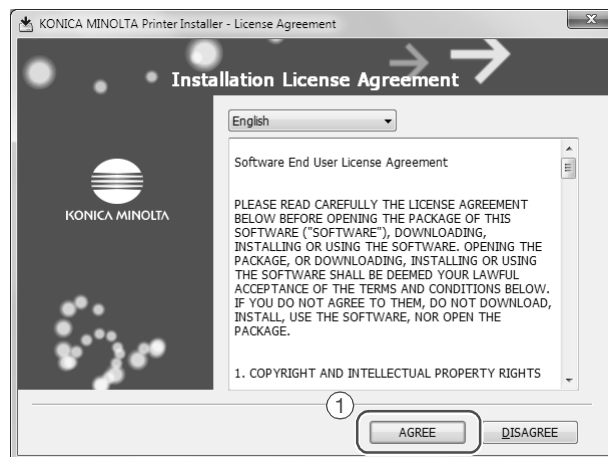 KONICA MINOLTA Printer Installer - License Agreement
x
Installation License Agreement
English
KONICA MINOLTA
Software End User License Agreement
PLEASE READ CAREFULLY THE LICENSE AGREEMENT
BELOW BEFORE OPENING THE PACKAGE OF THIS
SOFTWARE ("SOFTWARE"), DOWNLOADING,
INSTALLING OR USING THE SOFTWARE. OPENING THE
PACKAGE, OR DOWNLOADING, INSTALLING OR USING
THE SOFTWARE SHALL BE DEEMED YOUR LAWFUL
ACCEPTANCE OF THE TERMS AND CONDITIONS BELOW.
IF YOU DO NOT AGREE TO THEM, DO NOT DOWNLOAD,
INSTALL, USE THE SOFTWARE, NOR OPEN THE
PACKAGE.
1. COPYRIGHT AND INTELLECTUAL PROPERTY RIGHTS
1
AGREE
DISAGREE